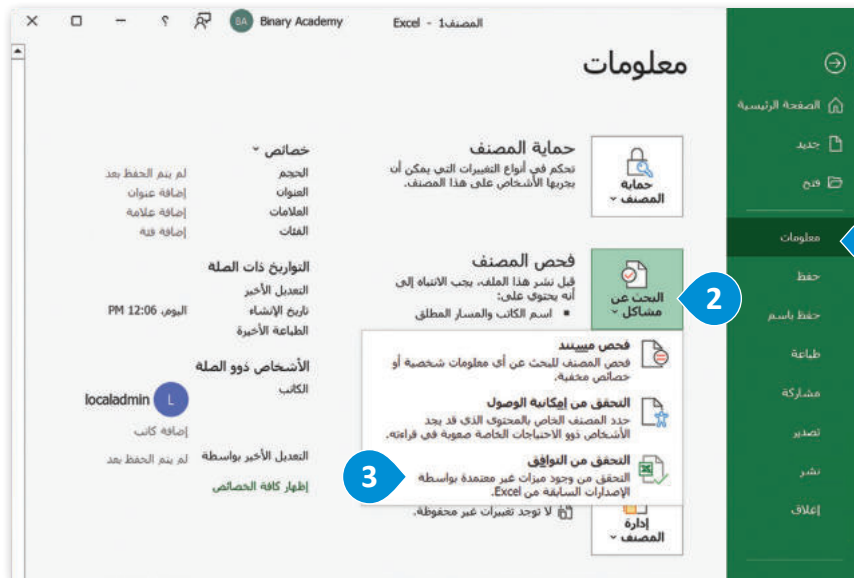 المصنف1 - Excel
Binary Academy
BA
؟
معلومات
الصفحة الرئيسية
جديد
فتح
معلومات
حفظ
حفظ باسم
طباعة
مشاركة
تصدير
نشر
إغلاق
حماية المصنف
تحكم في أنواع التغييرات التي يمكن أن
يجريها الأشخاص على هذا المصنف.
حماية
المصنف
فحص المصنف
قبل نشر هذا الملف، يجب الانتباه إلى
أنه يحتوي على:
▪ اسم الكاتب والمسار المطلق
البحث عن
مشاكل
2
فحص مستند
فحص المصنف للبحث عن أي معلومات شخصية أو
خصائص مخفية.
التحقق من إمكانية الوصول
حدد المصنف الخاص بالمحتوى الذي قد يجد
الأشخاص ذوو الاحتياجات الخاصة صعوبة في قراءته.
التحقق من التوافق
التحقق من وجود ميزات غير معتمدة بواسطة
الإصدارات السابقة من Excel.
3
لا توجد تغييرات غير محفوظة.
إدارة
المصنف
خصائص
الحجم لم يتم الحفظ بعد
العنوان إضافة عنوان
العلامات إضافة علامة
الفئات إضافة فئة
التواريخ ذات الصلة
التعديل الأخير
تاريخ الإنشاء اليوم، 12:06 PM
الطباعة الأخيرة
الأشخاص ذوو الصلة
الكاتب
L localadmin
إضافة كاتب
التعديل الأخير بواسطة لم يتم الحفظ بعد
إظهار كافة الخصائص